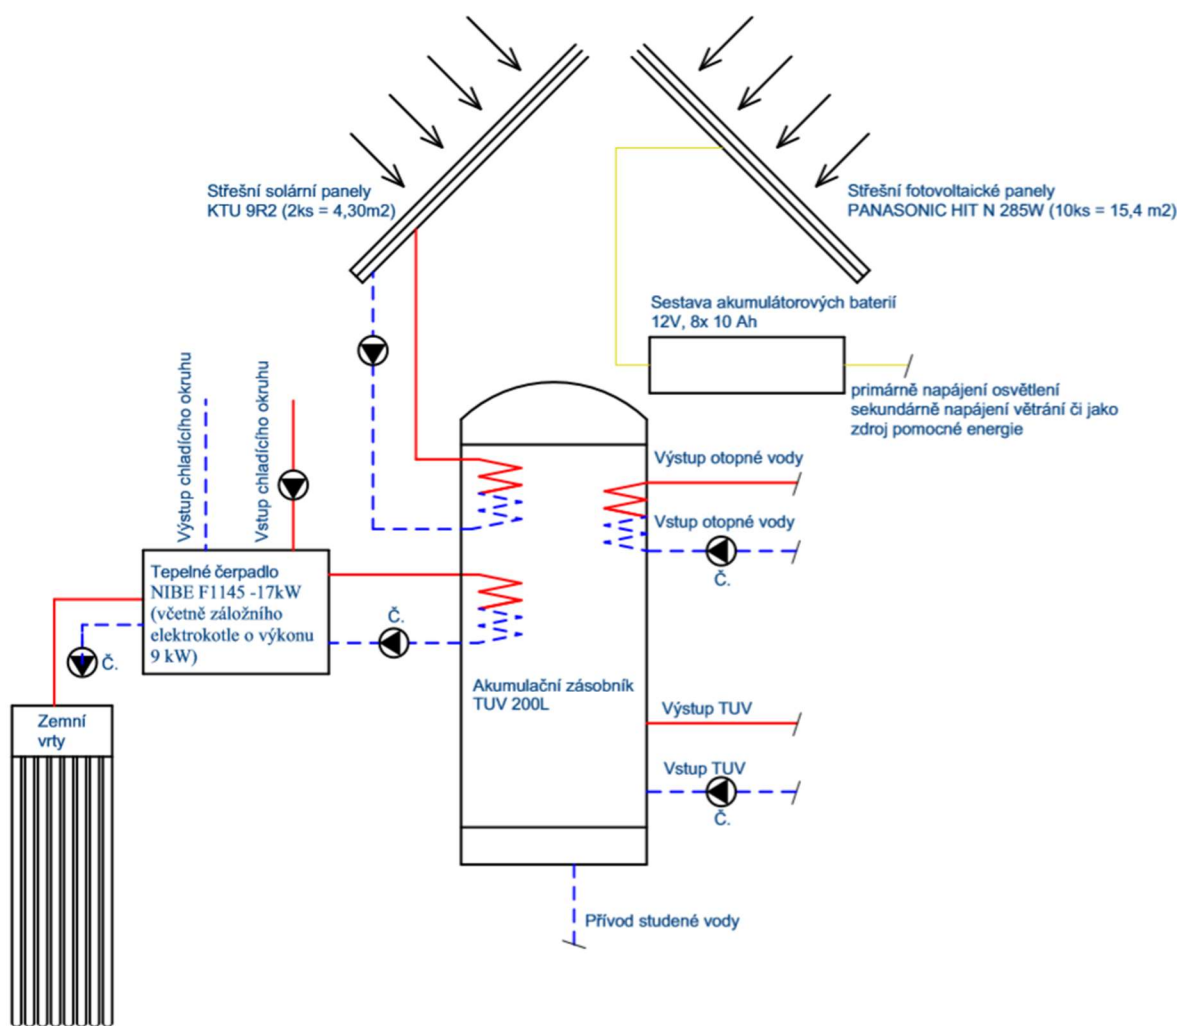 Střešní solární panely
KTU 9R2 (2ks = 4,30m2)
Střešní fotovoltaické panely
PANASONIC HIT N 285W (10ks = 15,4 m2)
Sestava akumulátorových baterií
12V, 8x 10 Ah
primárně napájení osvětlení
sekundárně napájení větrání či jako
zdroj pomocné energie
Výstup chladícího okruhu
Vstup chladícího okruhu
Výstup otopné vody
Vstup otopné vody
Č.
Tepelné čerpadlo
NIBE F1145 -17kW
(včetně záložního
elektrokotle o výkonu
9 kW)
Č.
Č.
Akumulační zásobník
TUV 200L
Zemní
vrty
Výstup TUV
Vstup TUV
Č.
Přívod studené vody